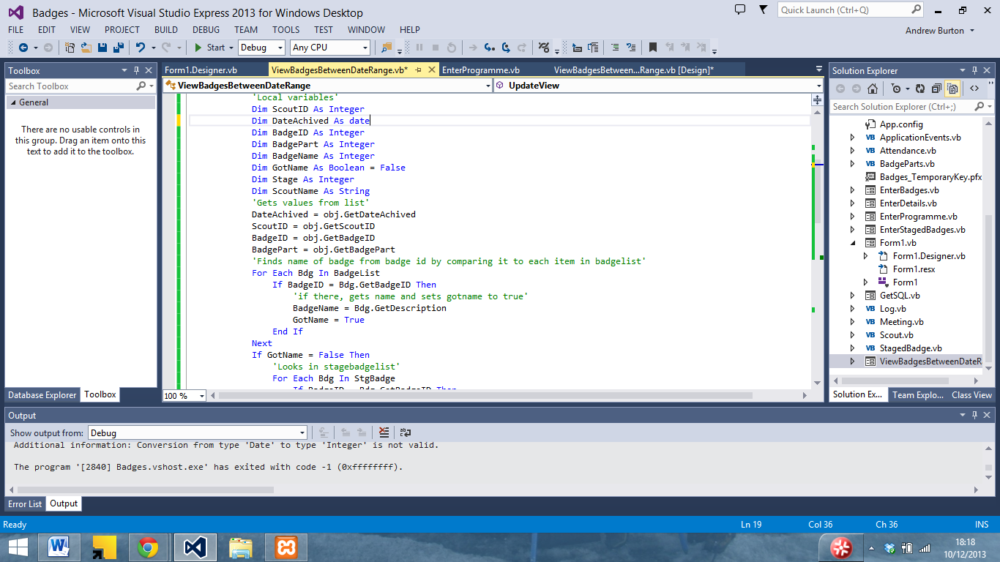 Badges - Microsoft Visual Studio Express 2013 for Windows Desktop
Quick Launch (Ctrl+Q)
FILE EDIT VIEW PROJECT BUILD DEBUG TEAM TOOLS TEST WINDOW HELP
Andrew Burton
Start Debug Any CPU
Toolbox
Search Toolbox
General
There are no usable controls in
this group. Drag an item onto this
text to add it to the toolbox.
Database Explorer Toolbox
Form1.Designer.vb ViewBadgesBetweenDateRange.vb* EnterProgramme.vb ViewBadgesBetween...Range.vb [Design]*
ViewBadgesBetweenDateRange UpdateView
'Local variables'
Dim ScoutID As Integer
Dim DateAchived As date
Dim BadgeID As Integer
Dim BadgePart As Integer
Dim BadgeName As Integer
Dim GotName As Boolean = False
Dim Stage As Integer
Dim ScoutName As String
'Gets values from list'
DateAchived = obj.GetDateAchived
ScoutID = obj.GetScoutID
BadgeID = obj.GetBadgeID
BadgePart = obj.GetBadgePart
'Finds name of badge from badge id by comparing it to each item in badgelist'
For Each Bdg In BadgeList
If BadgeID = Bdg.GetBadgeID Then
'if there, gets name and sets gotname to true'
BadgeName = Bdg.GetDescription
GotName = True
End If
Next
If GotName = False Then
'Looks in stagebadgelist'
For Each Bdg In StgBadge
If BadgeID = Bdg.GetBadgeID Then
100 %
Solution Explorer
Search Solution Explorer (Ctrl+;)
App.config
VB ApplicationEvents.vb
VB Attendance.vb
VB BadgeParts.vb
Badges_TemporaryKey.pfx
EnterBadges.vb
EnterDetails.vb
EnterProgramme.vb
EnterStagedBadges.vb
Form1.vb
Form1.Designer.vb
Form1.resx
Form1
GetSQL.vb
VB Log.vb
VB Meeting.vb
VB Scout.vb
VB StagedBadge.vb
ViewBadgesBetweenDateR
Solution Ex... Team Explo... Class View
Output
Show output from: Debug
Additional information: Conversion from type 'Date' to type 'Integer' is not valid.
The program '[2840] Badges.vshost.exe' has exited with code -1 (0xffffffff).
Error List Output
Ready Ln 19 Col 36 Ch 36 INS
18:18
10/12/2013